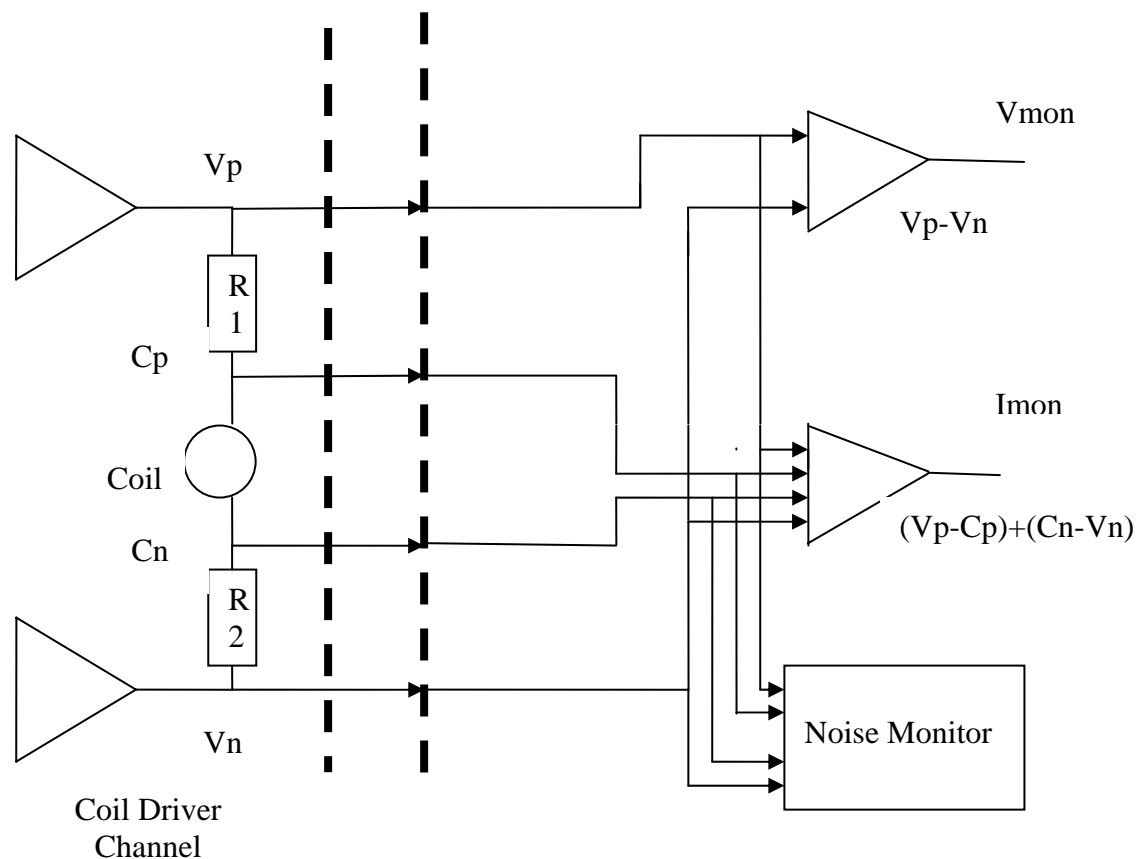 Vmon
Vp
Vp-Vn
R
1
Cp
Imon
Coil
(Vp-Cp)+(Cn-Vn)
Cn
R
2
Noise Monitor
Vn
Coil Driver
Channel